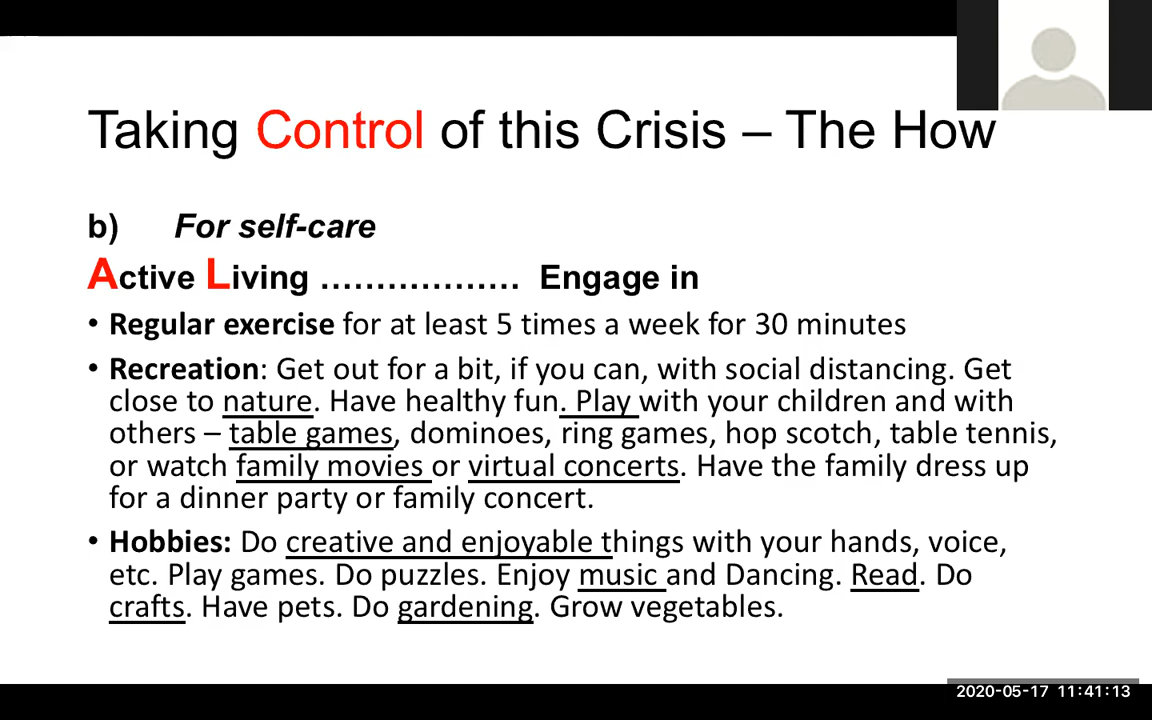 Taking Control of this Crisis – The How
b) For self-care
Active Living ……………… Engage in
• Regular exercise for at least 5 times a week for 30 minutes
• Recreation: Get out for a bit, if you can, with social distancing. Get
close to nature. Have healthy fun. Play with your children and with
others – table games, dominoes, ring games, hop scotch, table tennis,
or watch family movies or virtual concerts. Have the family dress up
for a dinner party or family concert.
• Hobbies: Do creative and enjoyable things with your hands, voice,
etc. Play games. Do puzzles. Enjoy music and Dancing. Read. Do
crafts. Have pets. Do gardening. Grow vegetables.
2020-05-17 11:41:13